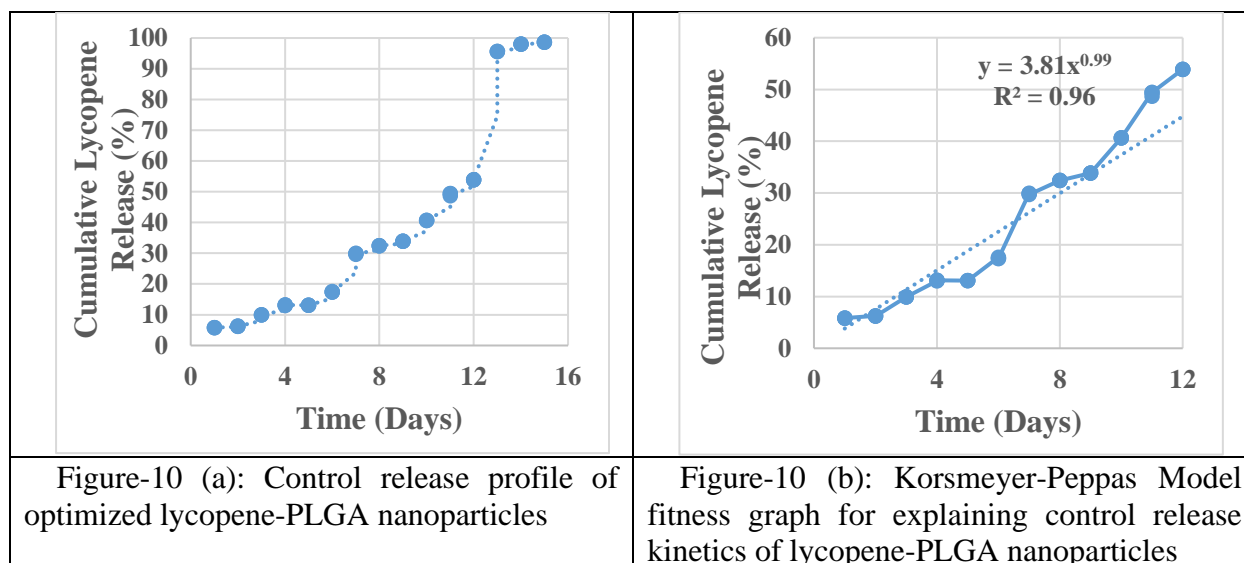 100
90
80
70
60
50
40
30
20
10
0
0 4 8 12 16
Cumulative Lycopene
Release (%)
Time (Days)
Figure-10 (a): Control release profile of
optimized lycopene-PLGA nanoparticles
60
50
40
30
20
10
0
0 4 8 12
Cumulative Lycopene
Release (%)
y = 3.81x^0.99
R² = 0.96
Time (Days)
Figure-10 (b): Korsmeyer-Peppas Model
fitness graph for explaining control release
kinetics of lycopene-PLGA nanoparticles